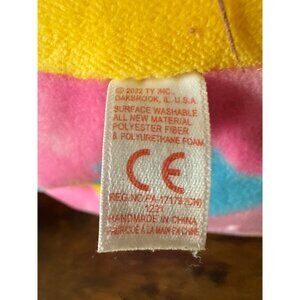 © 2022 TY INC.,
OAKBROOK, IL. U.S.A.
SURFACE WASHABLE
ALL NEW MATERIAL
POLYESTER FIBER
& POLYURETHANE FOAM
CE
REG. NO PA-17179 (CN)
1221
HANDMADE IN CHINA
FABRIQUÉ À LA MAIN EN CHINE